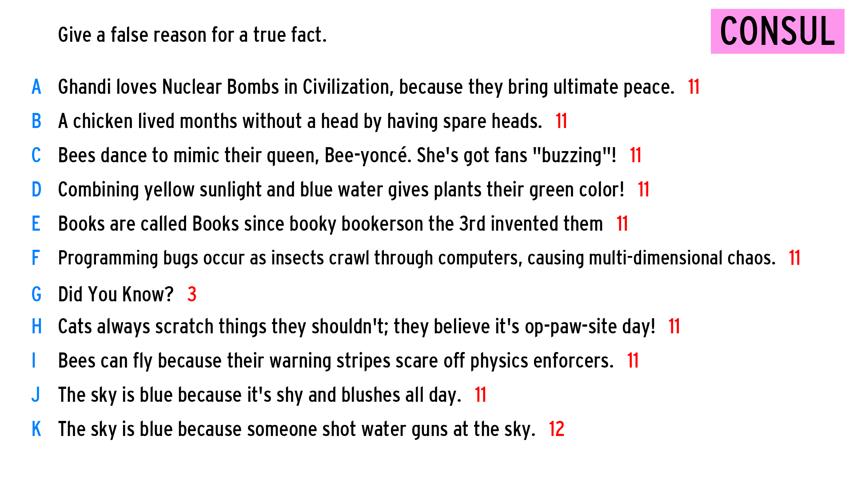 Give a false reason for a true fact.
CONSUL
A Ghandi loves Nuclear Bombs in Civilization, because they bring ultimate peace. 11
B A chicken lived months without a head by having spare heads. 11
C Bees dance to mimic their queen, Bee-yoncé. She's got fans "buzzing"! 11
D Combining yellow sunlight and blue water gives plants their green color! 11
E Books are called Books since booky bookerson the 3rd invented them 11
F Programming bugs occur as insects crawl through computers, causing multi-dimensional chaos. 11
G Did You Know? 3
H Cats always scratch things they shouldn't; they believe it's op-paw-site day! 11
I Bees can fly because their warning stripes scare off physics enforcers. 11
J The sky is blue because it's shy and blushes all day. 11
K The sky is blue because someone shot water guns at the sky. 12